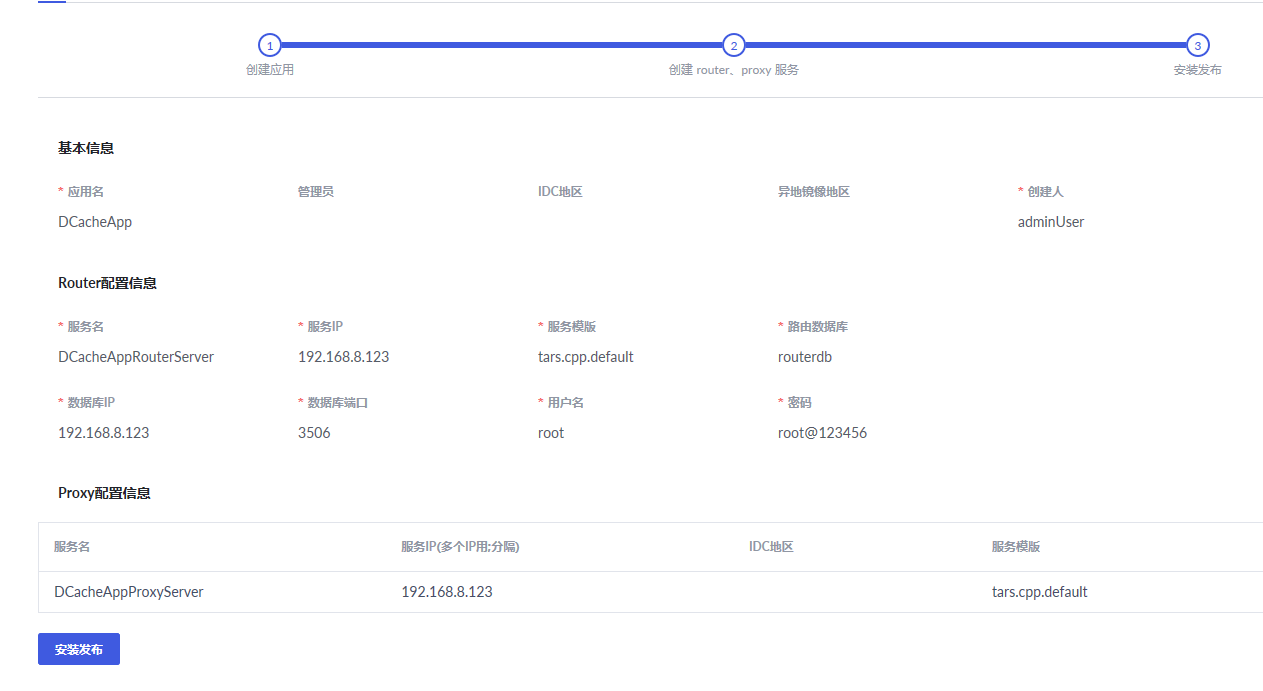 1 2 3
创建应用 创建 router、proxy 服务 安装发布
基本信息
* 应用名 管理员 IDC地区 异地镜像地区 * 创建人
DCacheApp adminUser
Router配置信息
* 服务名 * 服务IP * 服务模版 * 路由数据库
DCacheAppRouterServer 192.168.8.123 tars.cpp.default routerdb
* 数据库IP * 数据库端口 * 用户名 * 密码
192.168.8.123 3506 root root@123456
Proxy配置信息
服务名 服务IP(多个IP用;分隔) IDC地区 服务模版
DCacheAppProxyServer 192.168.8.123 tars.cpp.default
安装发布